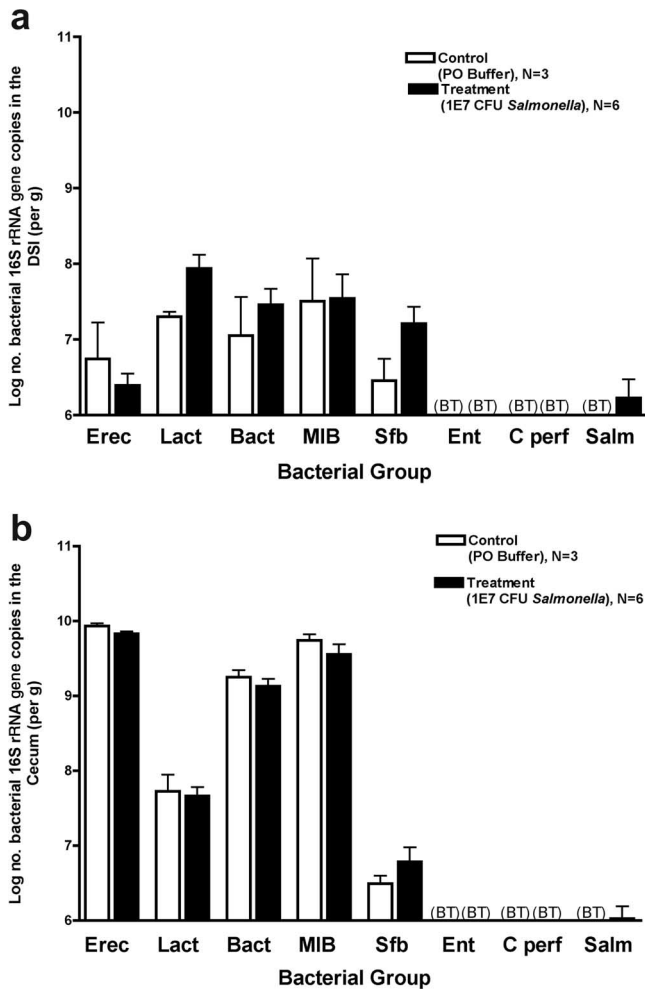 a
Log no. bacterial 16S rRNA gene copies in the
DSI (per g)
11
10
9
8
7
6
Control
(PO Buffer), N=3
Treatment
(1E7 CFU Salmonella), N=6
(BT) (BT) (BT) (BT) (BT)
Erec Lact Bact MIB Sfb Ent C perf Salm
Bacterial Group
b
Log no. bacterial 16S rRNA gene copies in the
Cecum (per g)
11
10
9
8
7
6
Control
(PO Buffer), N=3
Treatment
(1E7 CFU Salmonella), N=6
(BT) (BT) (BT) (BT) (BT)
Erec Lact Bact MIB Sfb Ent C perf Salm
Bacterial Group